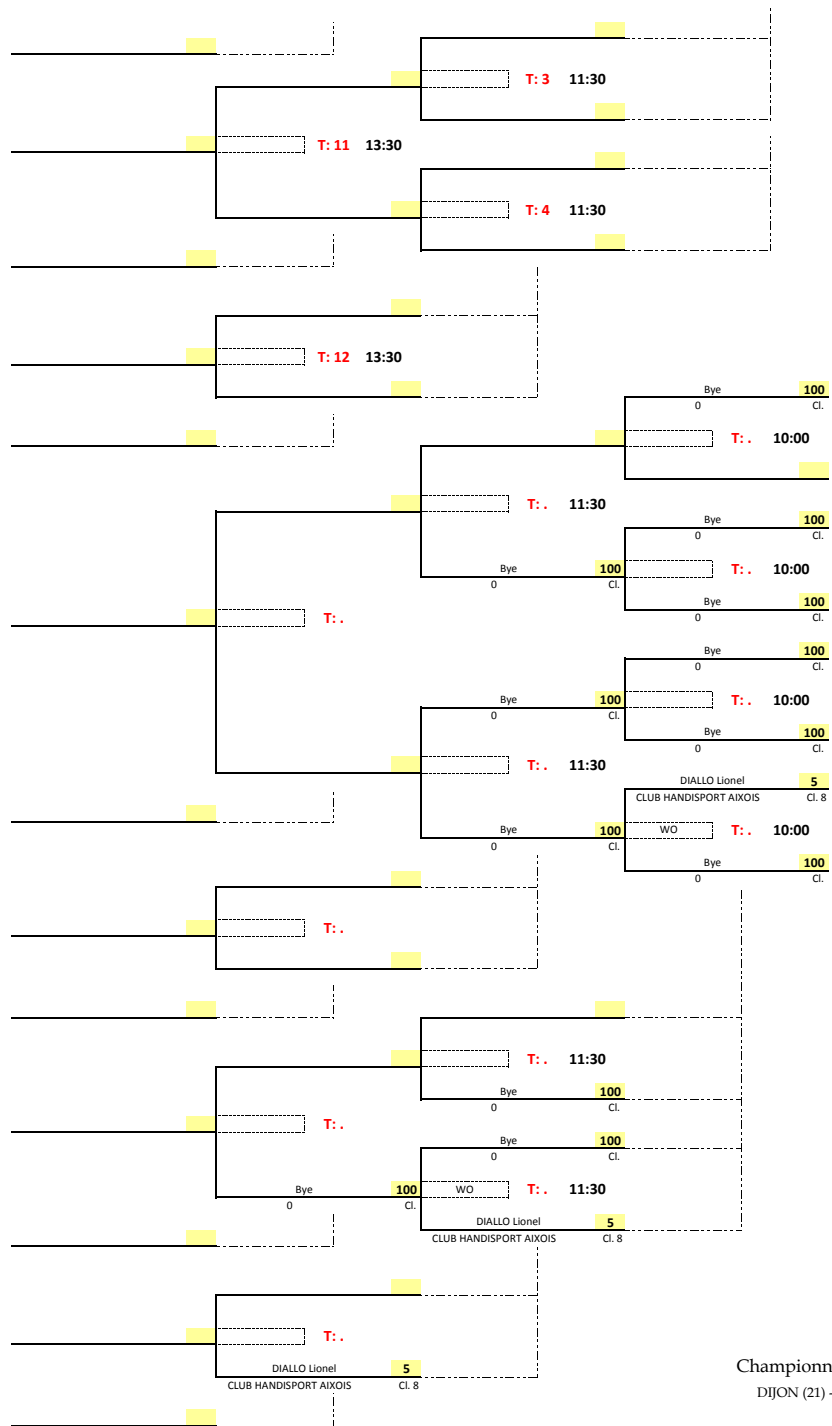 T: 3 11:30
T: 11 13:30
T: 4 11:30
T: 12 13:30
Bye 100
0 Cl.
T: . 10:00
T: . 11:30
Bye 100
0 Cl.
T: . 10:00
Bye 100
0 Cl.
Bye 100
0 Cl.
T: .
Bye 100
0 Cl.
T: . 10:00
Bye 100
0 Cl.
Bye 100
0 Cl.
T: . 11:30
DIALLO Lionel 5
CLUB HANDISPORT AIXOIS Cl. 8
Bye 100
0 Cl.
WO T: . 10:00
Bye 100
0 Cl.
T: .
T: . 11:30
Bye 100
0 Cl.
T: .
Bye 100
0 Cl.
Bye 100
0 Cl.
WO T: . 11:30
DIALLO Lionel 5
CLUB HANDISPORT AIXOIS Cl. 8
T: .
DIALLO Lionel 5
CLUB HANDISPORT AIXOIS Cl. 8
Championn
DIJON (21) -